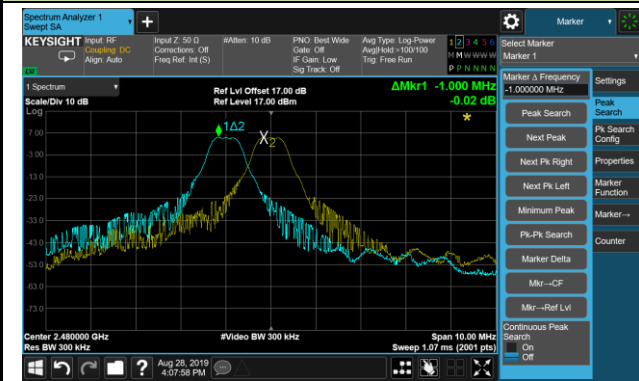 Spectrum Analyzer 1
Swept SA
Marker
KEYSIGHT
Input: RF
Coupling: DC
Align: Auto
Input Z: 50 Ω
Corrections: Off
Freq Ref: Int (S)
#Atten: 10 dB
PNO: Best Wide
Gate: Off
IF Gain: Low
Sig Track: Off
Avg Type: Log-Power
Avg|Hold:>100/100
Trig: Free Run
1 2 3 4 5 6
M M W W W W
P P N N N N
LV
Select Marker
Marker 1
Marker Δ Frequency
-1.000000 MHz
Settings
Peak Search
Next Peak
Next Pk Right
Next Pk Left
Minimum Peak
Pk-Pk Search
Marker Delta
Mkr→CF
Mkr→Ref Lvl
Continuous Peak Search
On
Off
Peak Search
Pk Search Config
Properties
Marker Function
Marker→
Counter
1 Spectrum
Scale/Div 10 dB
Log
Ref Lvl Offset 17.00 dB
Ref Level 17.00 dBm
ΔMkr1 -1.000 MHz
-0.02 dB
1Δ2
X2
7.00
-3.00
-13.0
-23.0
-33.0
-43.0
-53.0
-63.0
-73.0
Center 2.480000 GHz
Res BW 300 kHz
#Video BW 300 kHz
Span 10.00 MHz
Sweep 1.07 ms (2001 pts)
?
Aug 28, 2019
4:07:58 PM